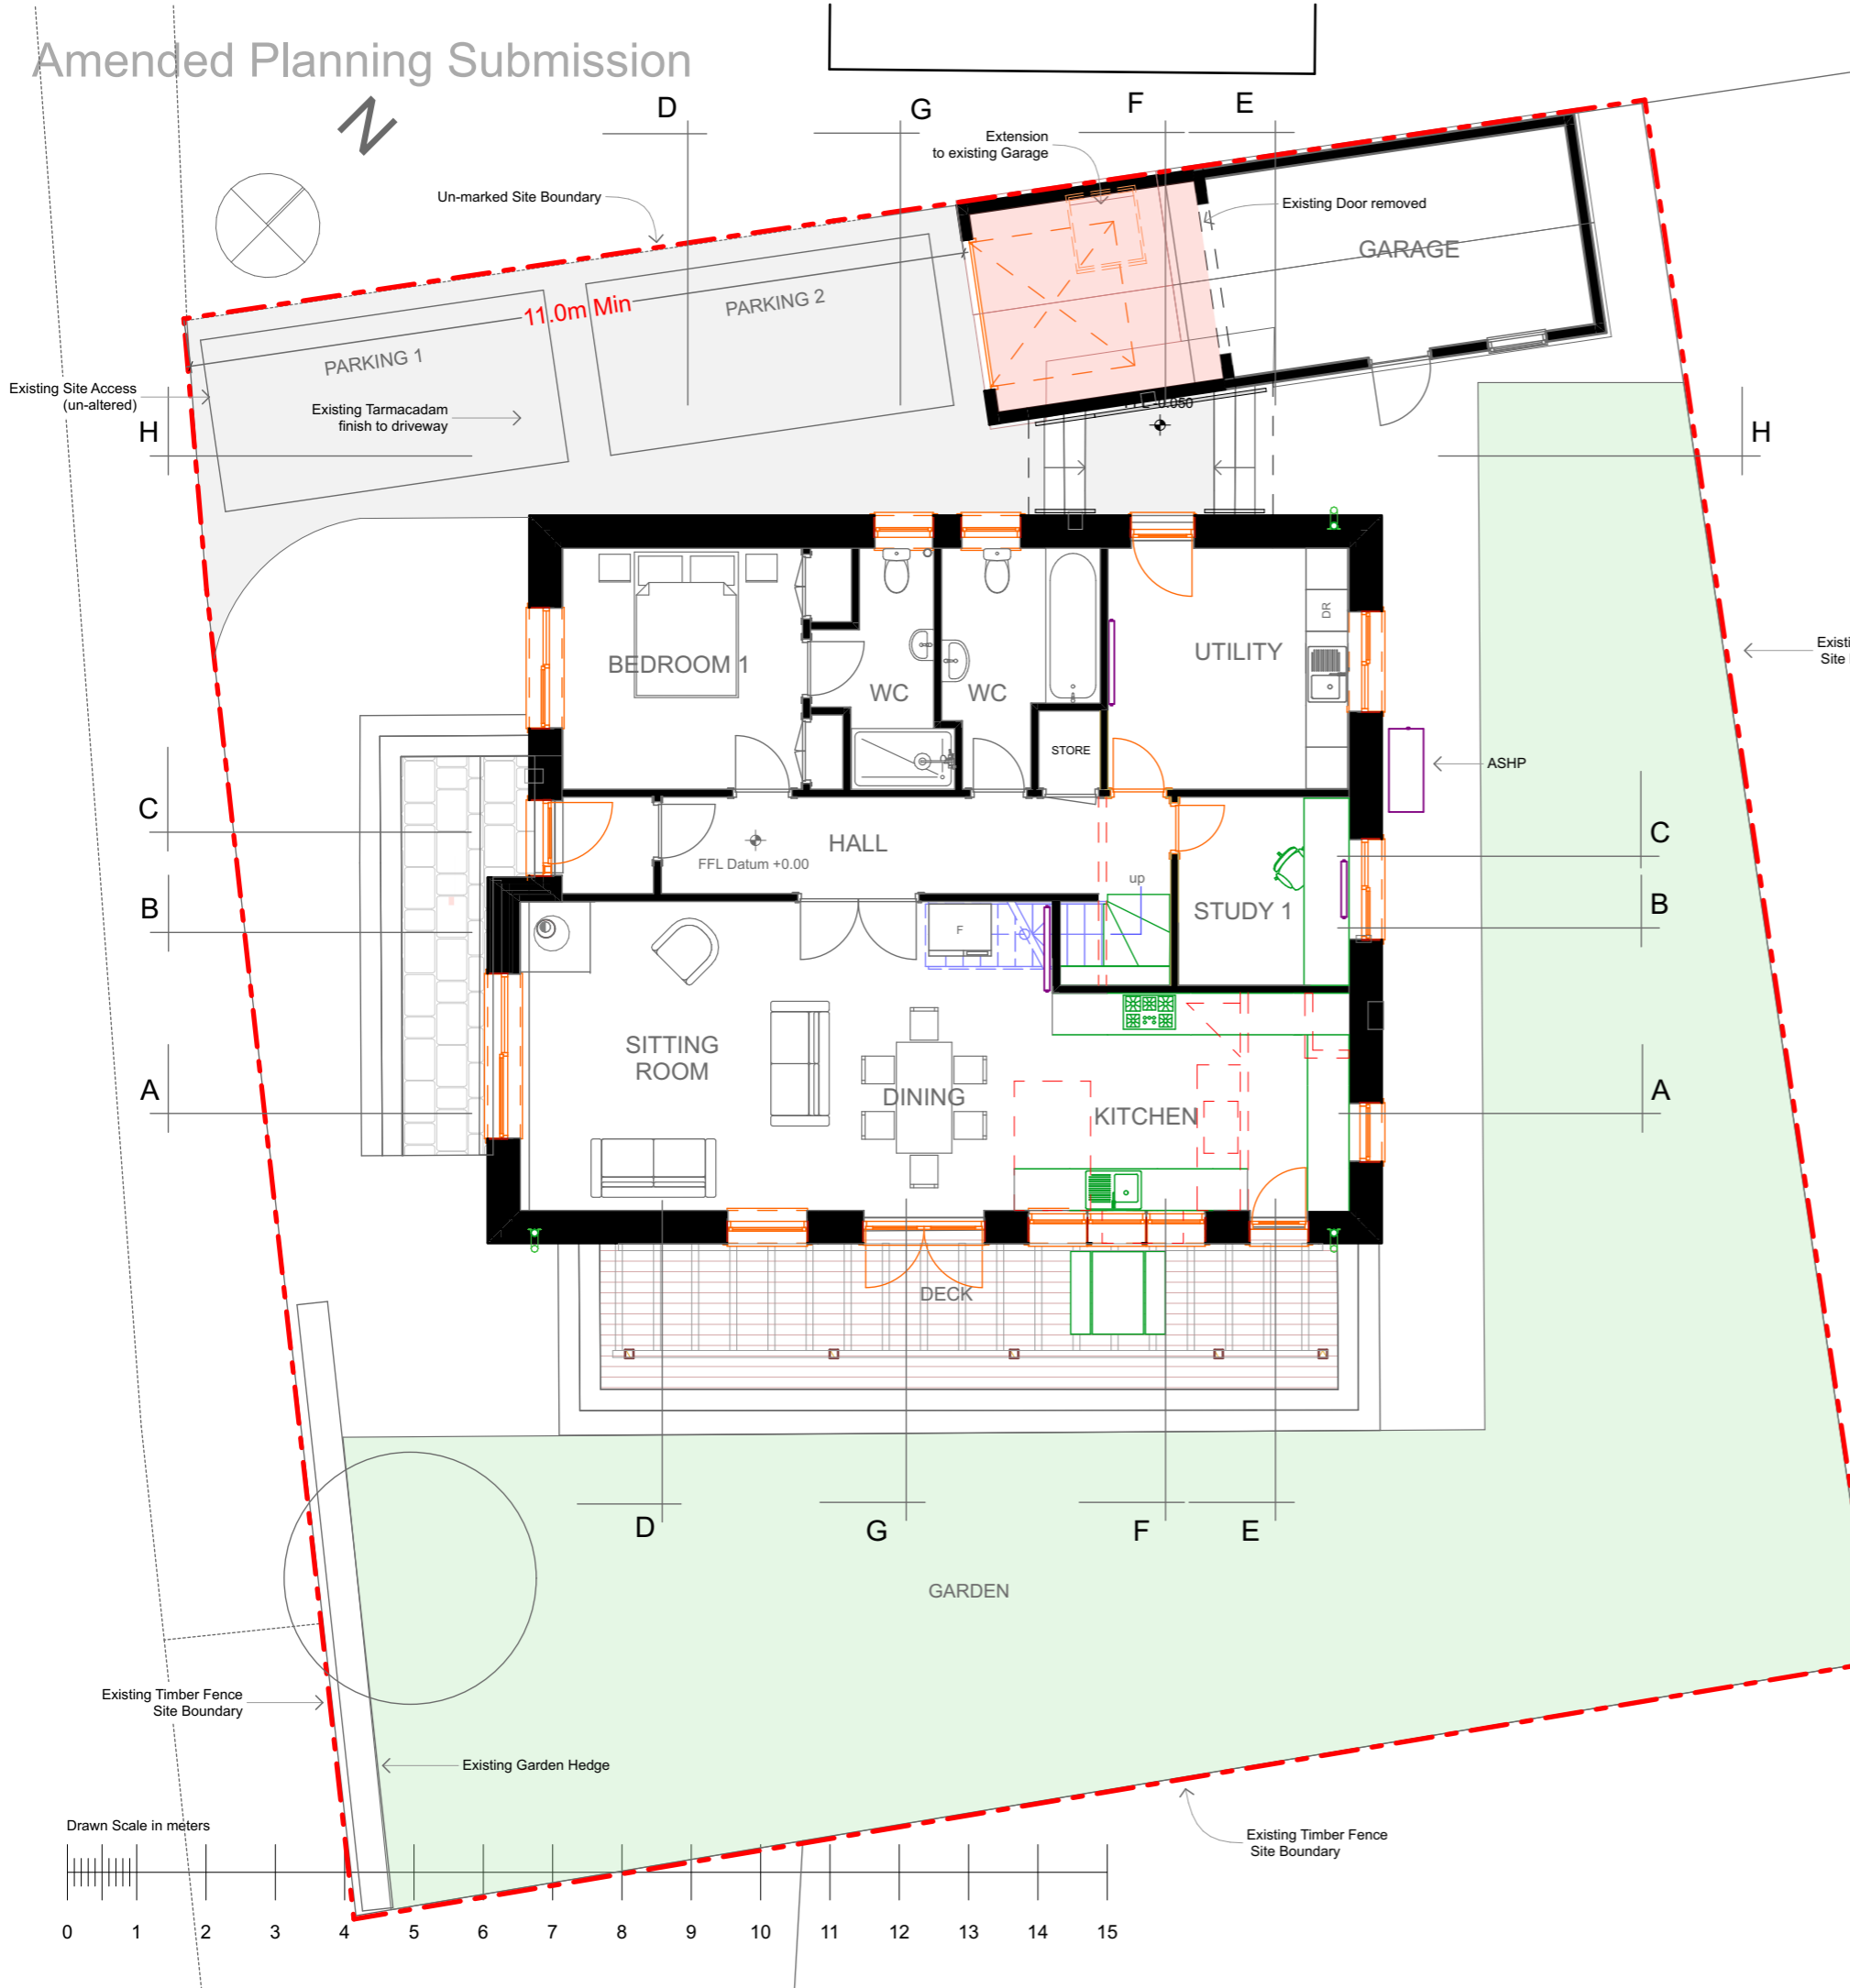 Amended Planning Submission
N
D
G
F
E
Extension
to existing Garage
Un-marked Site Boundary
Existing Door removed
GARAGE
11.0m Min
PARKING 2
PARKING 1
Existing Site Access
(un-altered)
Existing Tarmacadam
finish to driveway
H
H
BEDROOM 1
WC
WC
UTILITY
DR
STORE
ASHP
C
C
HALL
FFL Datum +0.00
up
B
B
STUDY 1
F
SITTING
ROOM
DINING
KITCHEN
A
A
DECK
D
G
F
E
GARDEN
Existing Timber Fence
Site Boundary
Existing Garden Hedge
Drawn Scale in meters
Existing Timber Fence
Site Boundary
0 1 2 3 4 5 6 7 8 9 10 11 12 13 14 15